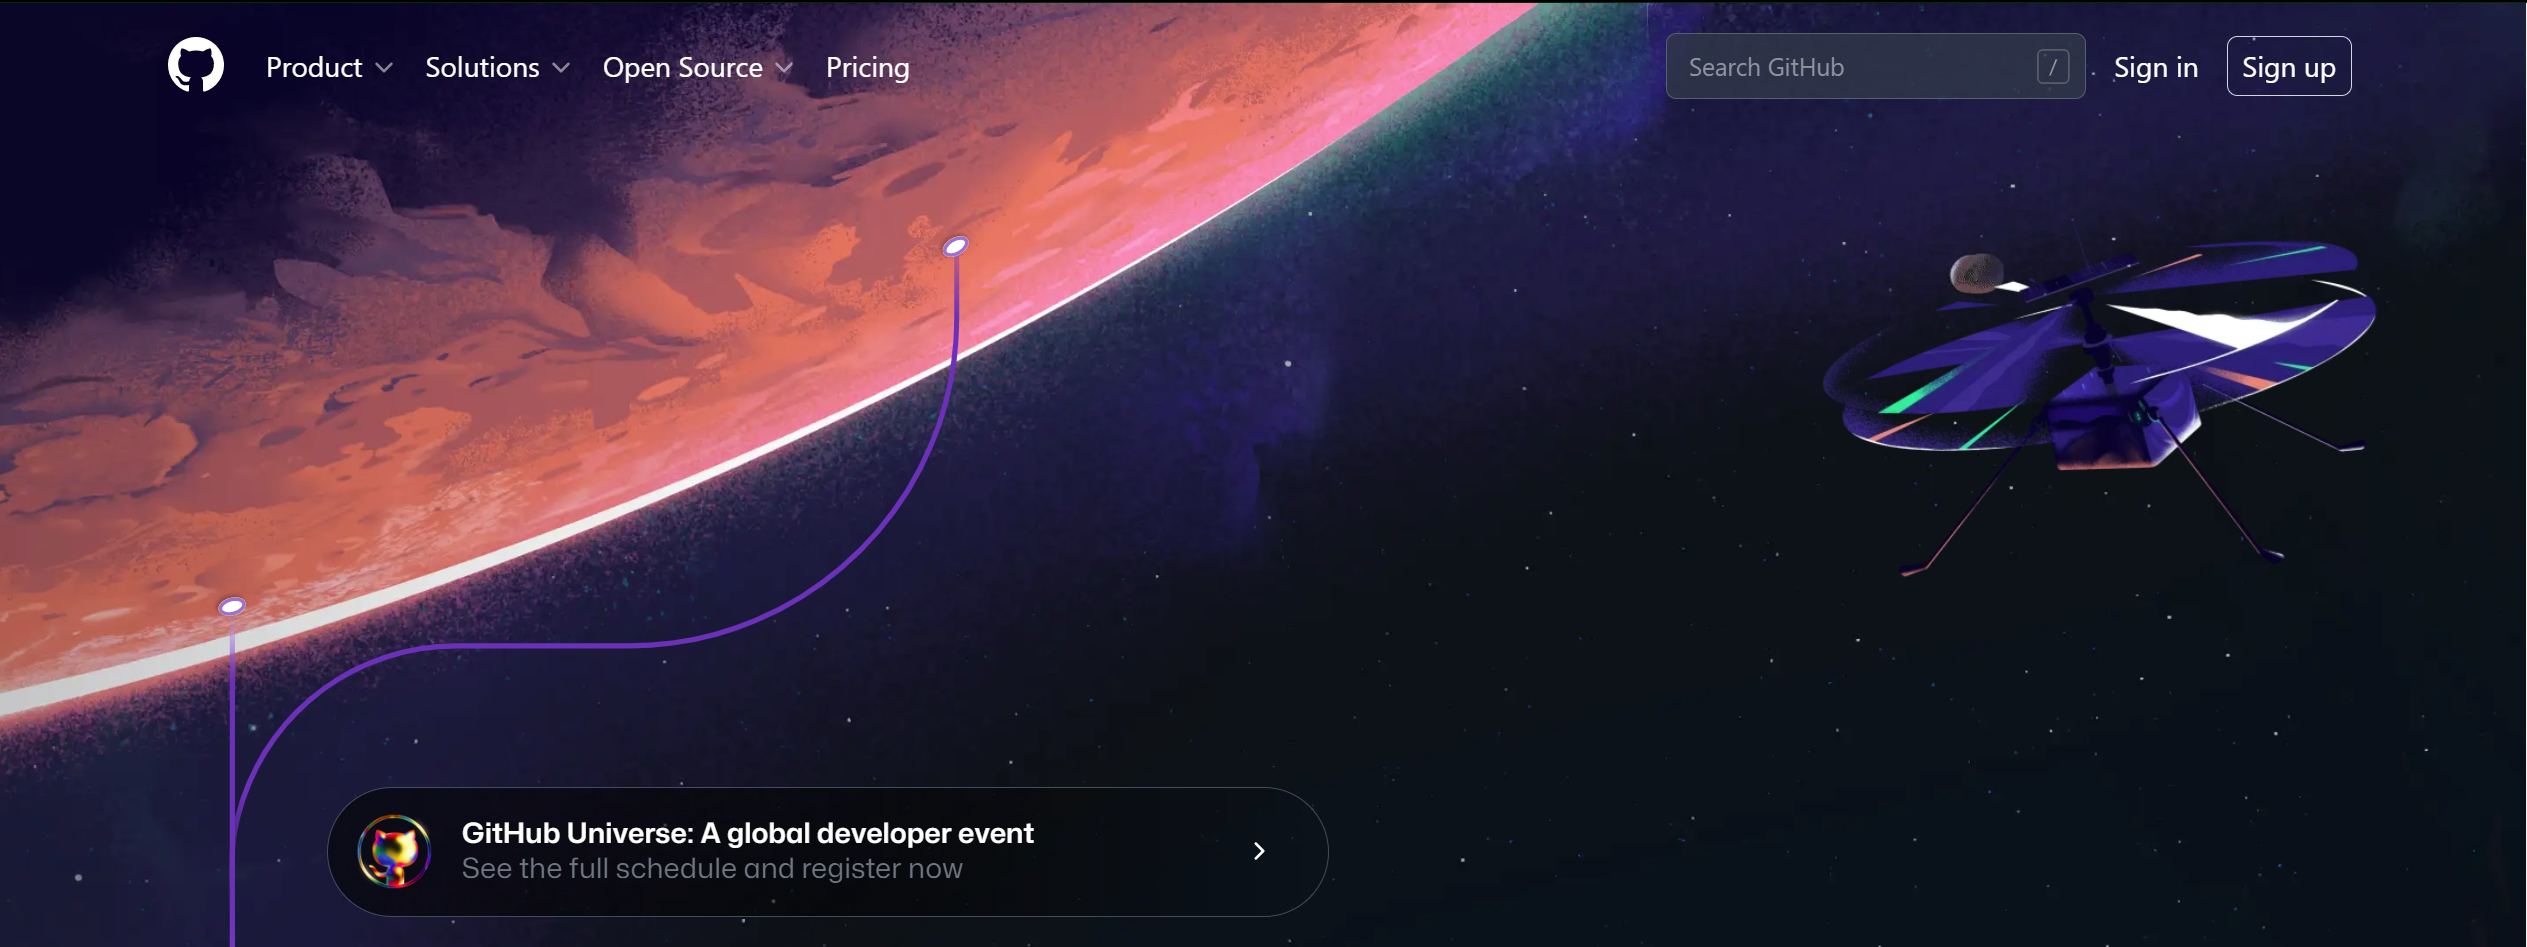 Product Solutions Open Source Pricing Search GitHub / Sign in Sign up
GitHub Universe: A global developer event
See the full schedule and register now